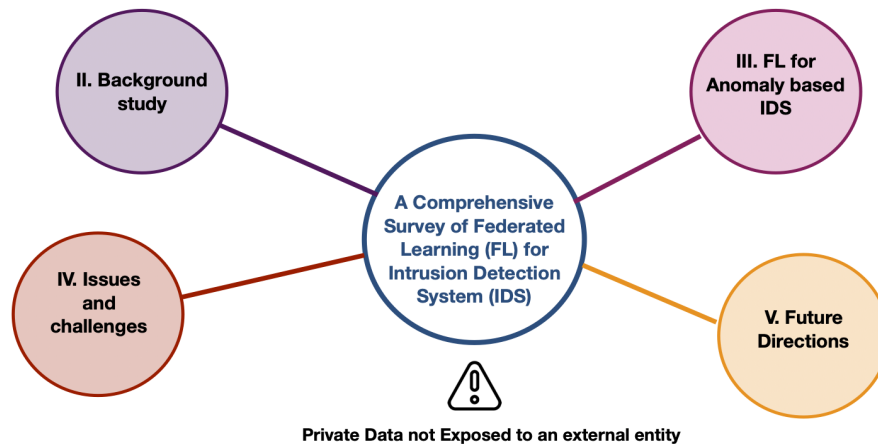 II. Background
study
III. FL for
Anomaly based
IDS
A Comprehensive
Survey of Federated
Learning (FL) for
Intrusion Detection
System (IDS)
IV. Issues
and
challenges
V. Future
Directions
Private Data not Exposed to an external entity